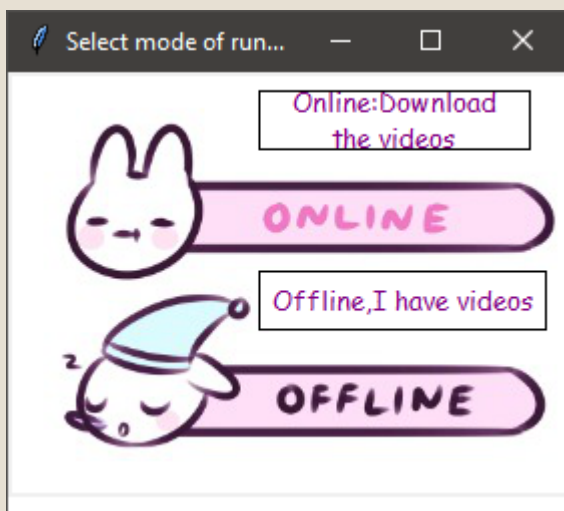 Select mode of run...
Online:Download
the videos
ONLINE
Offline,I have videos
z
OFFLINE